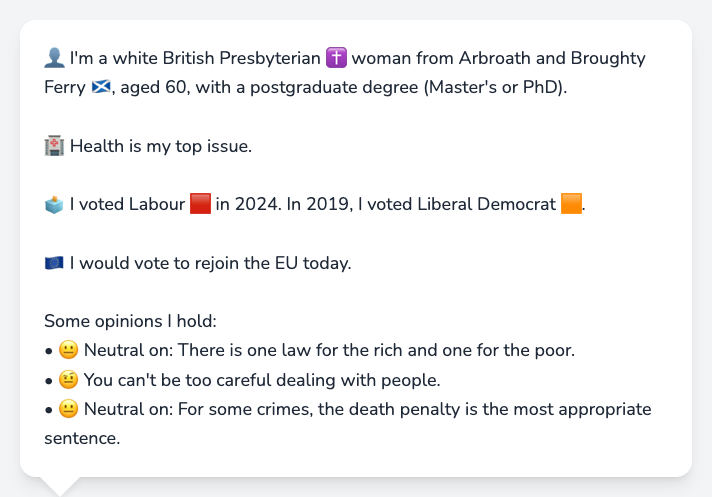 👤 I'm a white British Presbyterian ✝️ woman from Arbroath and Broughty
Ferry 🏴󠁧󠁢󠁳󠁣󠁴󠁿, aged 60, with a postgraduate degree (Master's or PhD).
🏥 Health is my top issue.
🗳️ I voted Labour 🟥 in 2024. In 2019, I voted Liberal Democrat 🟧.
🇪🇺 I would vote to rejoin the EU today.
Some opinions I hold:
• 😐 Neutral on: There is one law for the rich and one for the poor.
• 🤨 You can't be too careful dealing with people.
• 😐 Neutral on: For some crimes, the death penalty is the most appropriate
sentence.